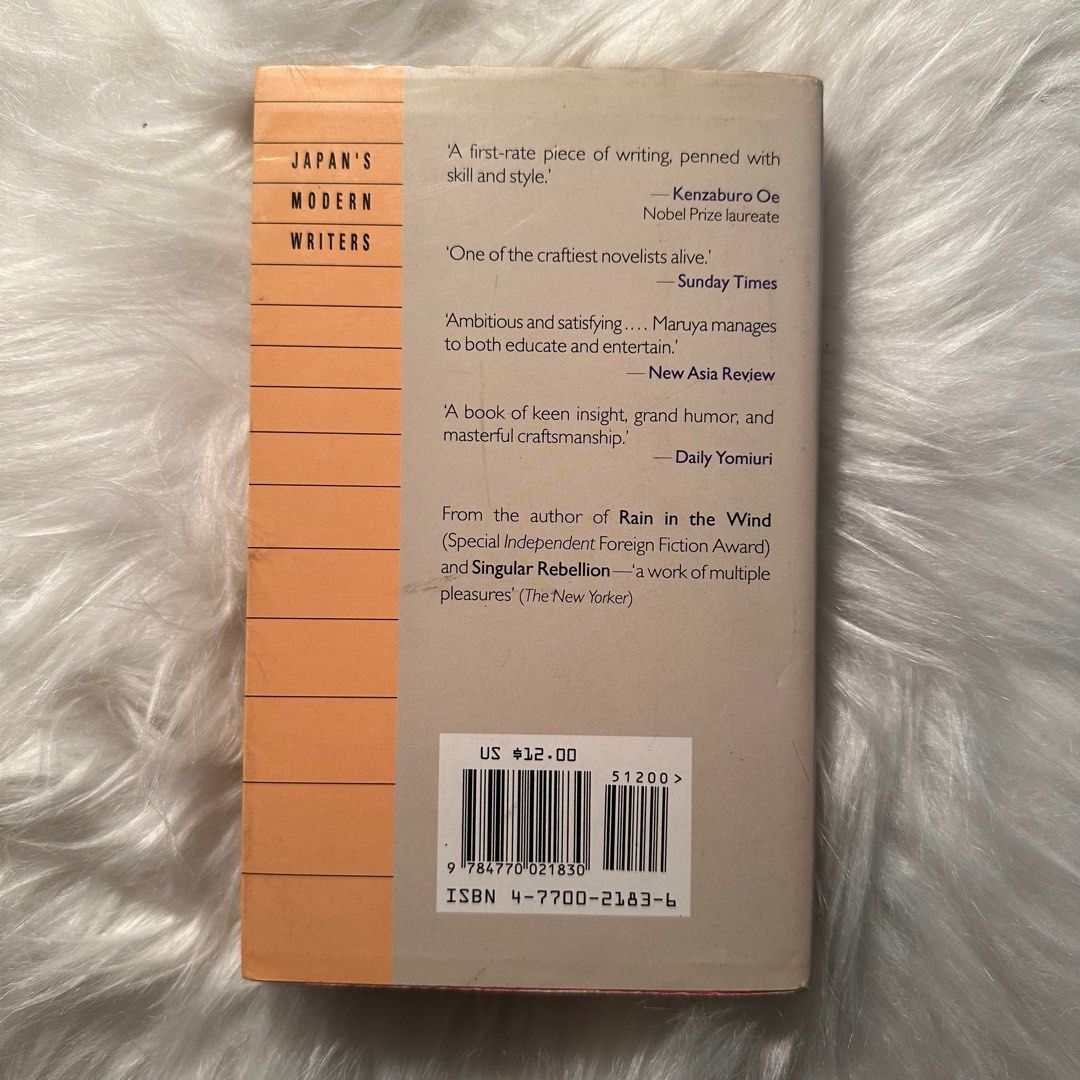 JAPAN'S
MODERN
WRITERS
'A first-rate piece of writing, penned with
skill and style.'
— Kenzaburo Oe
Nobel Prize laureate
'One of the craftiest novelists alive.'
— Sunday Times
'Ambitious and satisfying.... Maruya manages
to both educate and entertain.'
— New Asia Review
'A book of keen insight, grand humor, and
masterful craftsmanship.'
— Daily Yomiuri
From the author of Rain in the Wind
(Special Independent Foreign Fiction Award)
and Singular Rebellion—'a work of multiple
pleasures' (The New Yorker)
US $12.00
51200>
9 784770 021830
ISBN 4-7700-2183-6